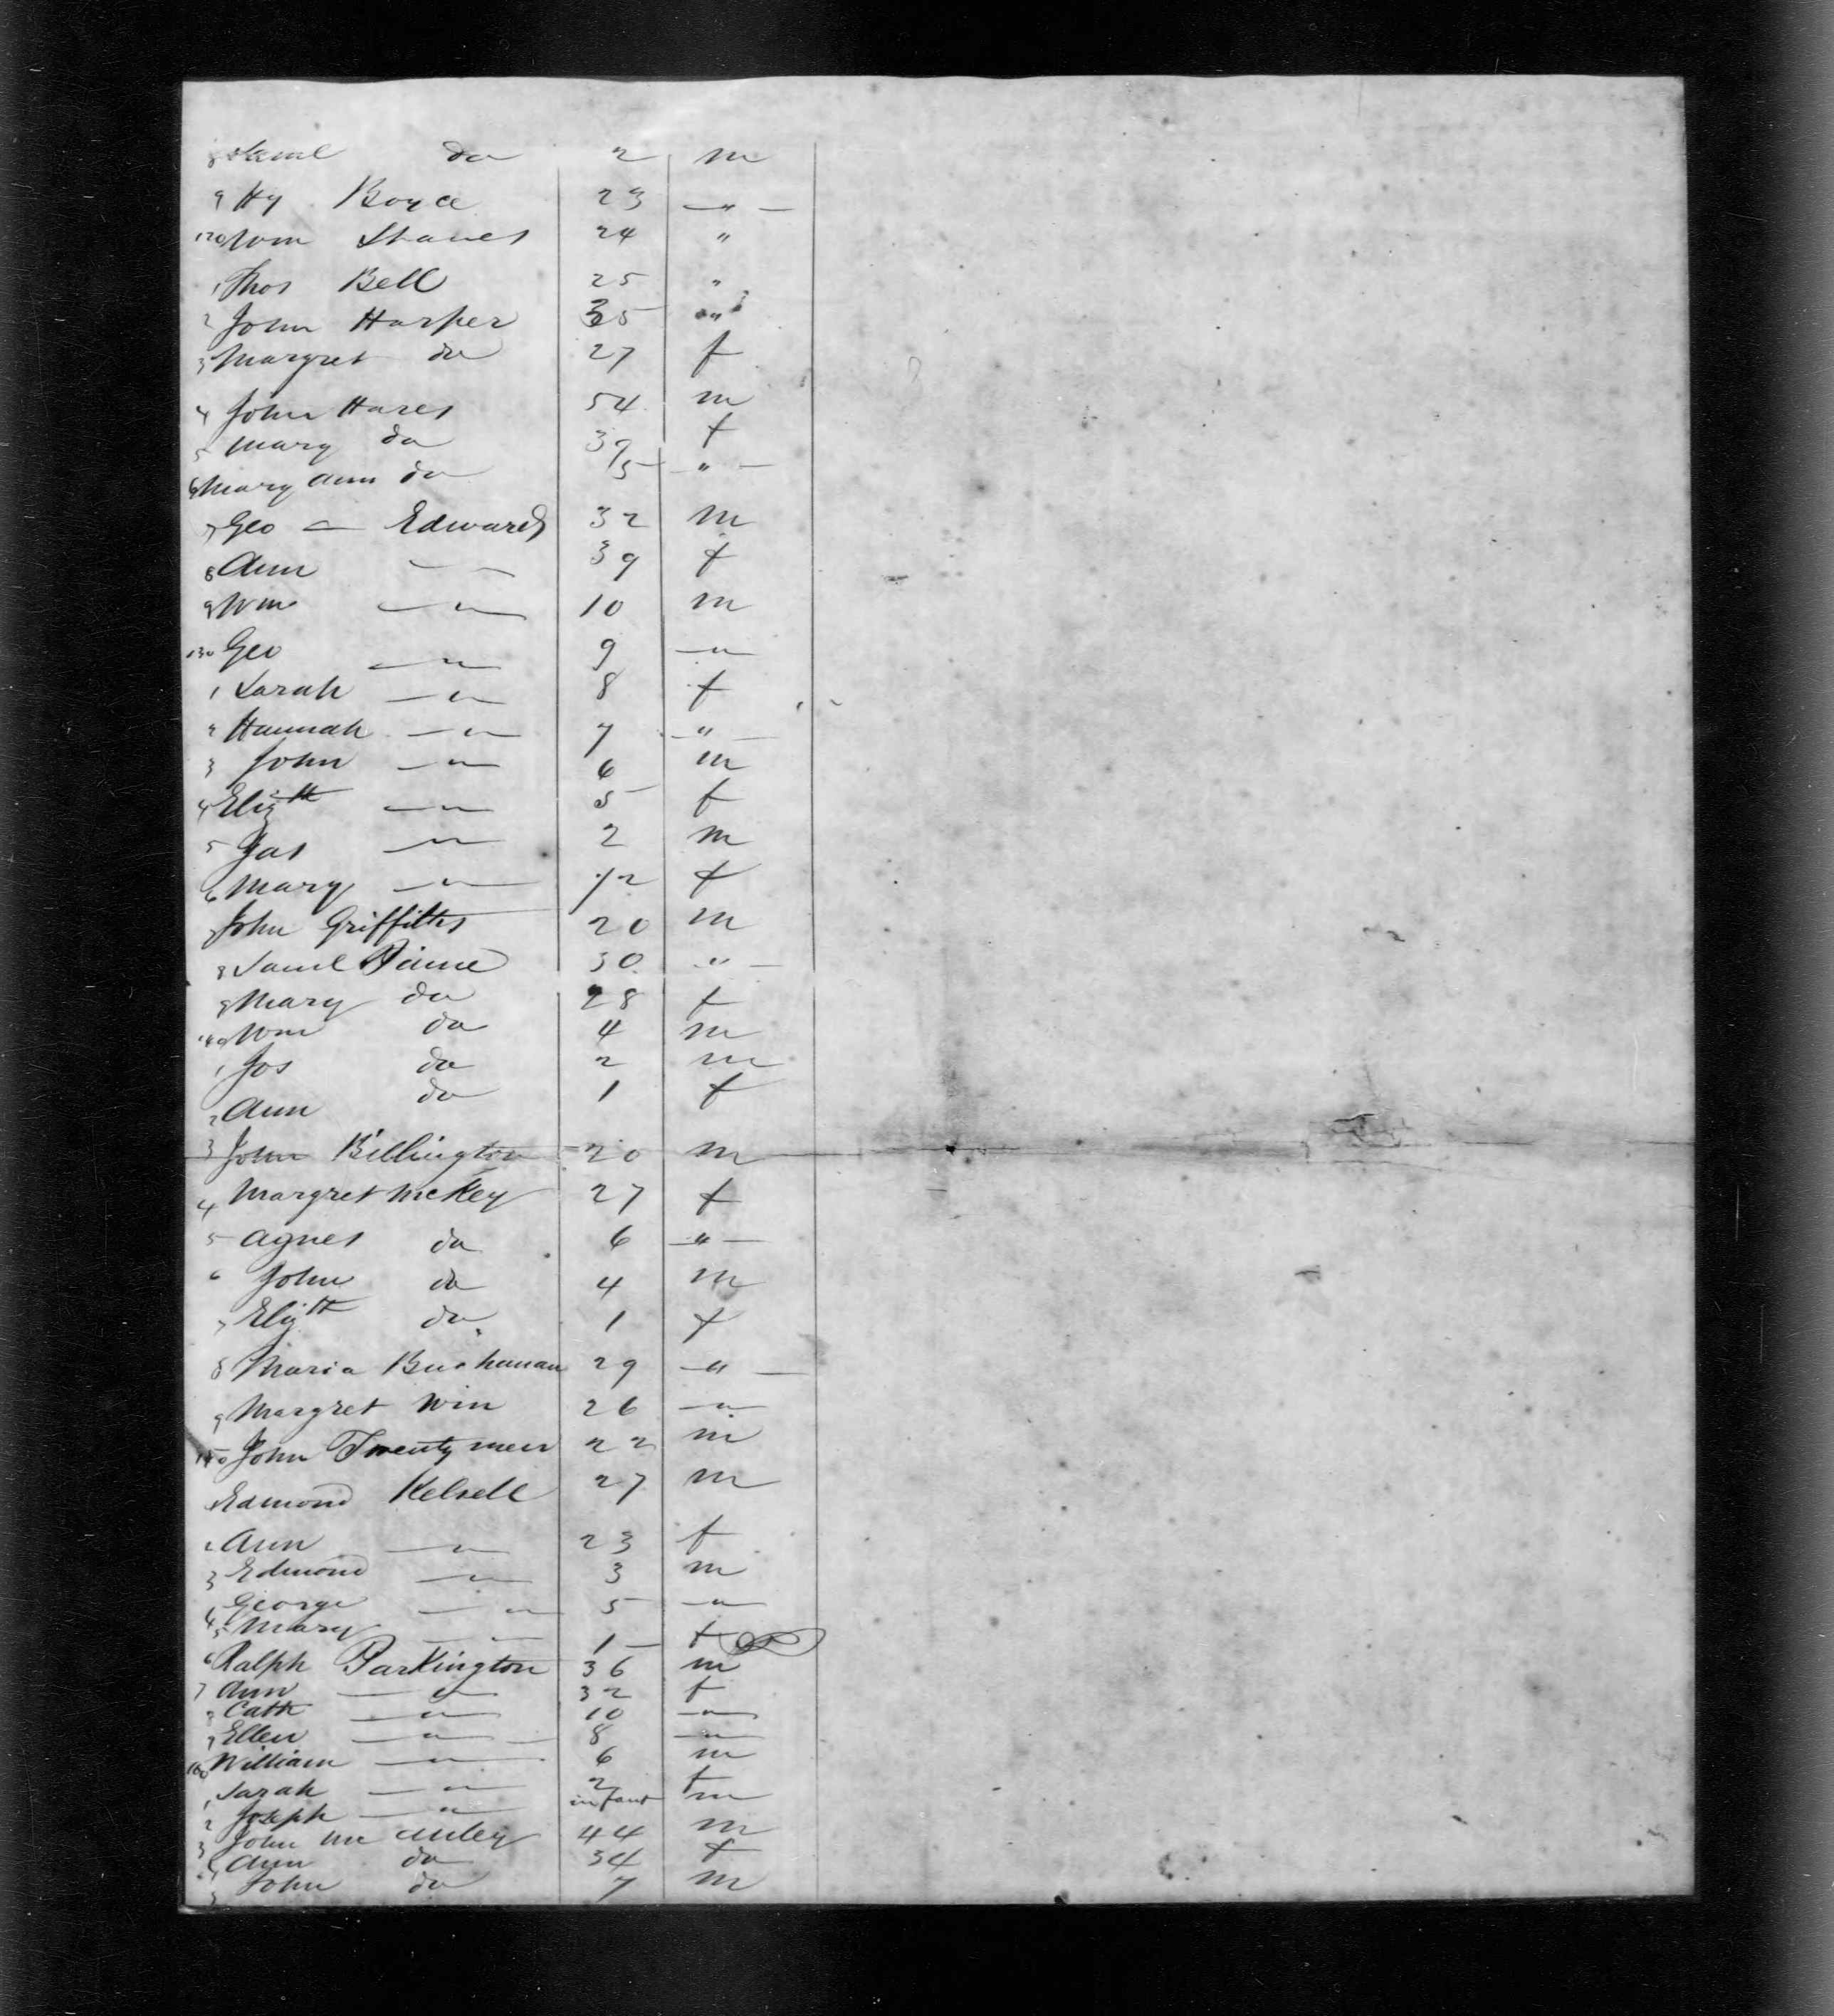 8 Saml do 2 m
9 Hy Boyce 23 — " —
120 Wm Shaues 24 "
1 Thos Bell 25 "
2 John Harper 35 "
3 Margret do 27 f
4 John Hares 54 m
5 Mary do 37 f
6 Mary Ann do 15 — " —
7 Geo — Edwards 32 m
8 Ann — — 39 f
9 Wm — " — 10 m
130 Geo — " — 9 — " —
1 Sarah — " — 8 f
2 Hannah — " — 7 — " —
3 John — " — 6 m
4 Elizth — " — 5 f
5 Jas — " — 2 m
6 Mary — " — /2 f
7 John Griffiths 20 m
8 Saml 30 " —
9 Mary do 28 f
140 Wm do 4 m
1 Jos do 2 m
2 Ann do 1 f
3 John Billington 20 m
4 Margret McKey 27 f
5 Agnes do 6 — " —
6 John do 4 m
7 Elizth do 1 f
8 Maria Buchanan 29 — " —
9 Margret Win 26 — " —
150 John Twentymen 22 m
1 Edmond Kelsell 27 m
2 Ann — " — 23 f
3 Edmond — " — 3 m
4 George — " — 5 — " —
5 Mary — — 1 — f
6 Ralph Parkington 36 m
7 Ann — " — 32 f
8 Cath — " — 10 — " —
9 Ellen — " — 8 — " —
160 William — " — 6 m
1 Sarah — " — 2 f
2 Joseph — " — infant m
3 John Mc Auley 44 m
4 Ann do 34 f
5 John do 7 m